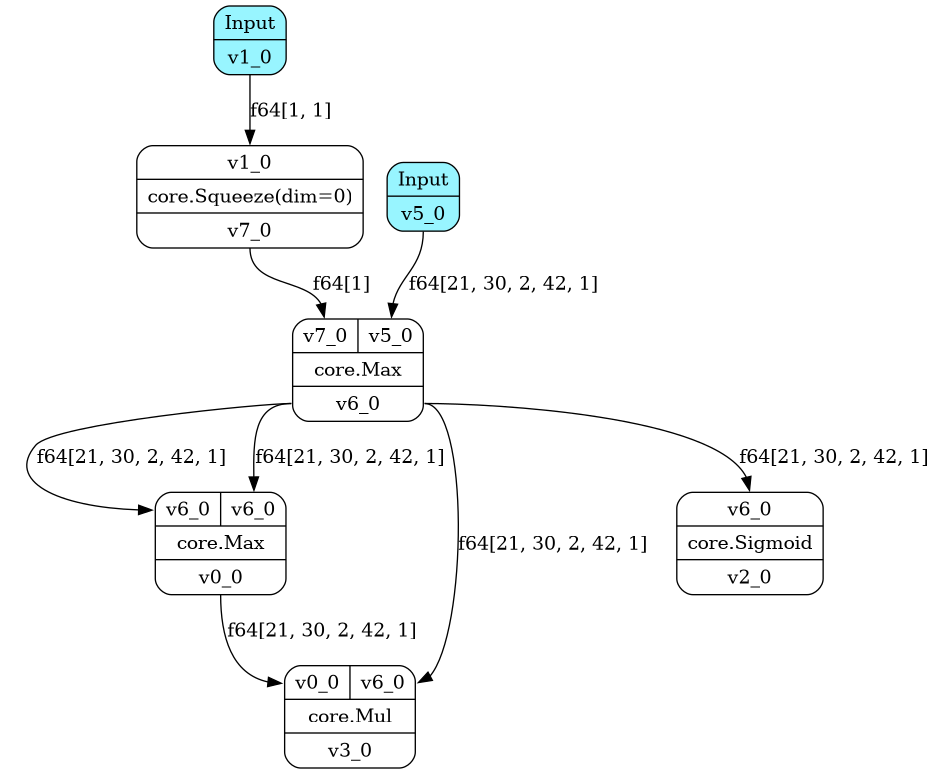 Input
v1_0
f64[1, 1]
v1_0
core.Squeeze(dim=0)
v7_0
Input
v5_0
f64[1]
f64[21, 30, 2, 42, 1]
v7_0 v5_0
core.Max
v6_0
f64[21, 30, 2, 42, 1]
f64[21, 30, 2, 42, 1]
f64[21, 30, 2, 42, 1]
v6_0 v6_0
core.Max
v0_0
f64[21, 30, 2, 42, 1]
v6_0
core.Sigmoid
v2_0
f64[21, 30, 2, 42, 1]
v0_0 v6_0
core.Mul
v3_0